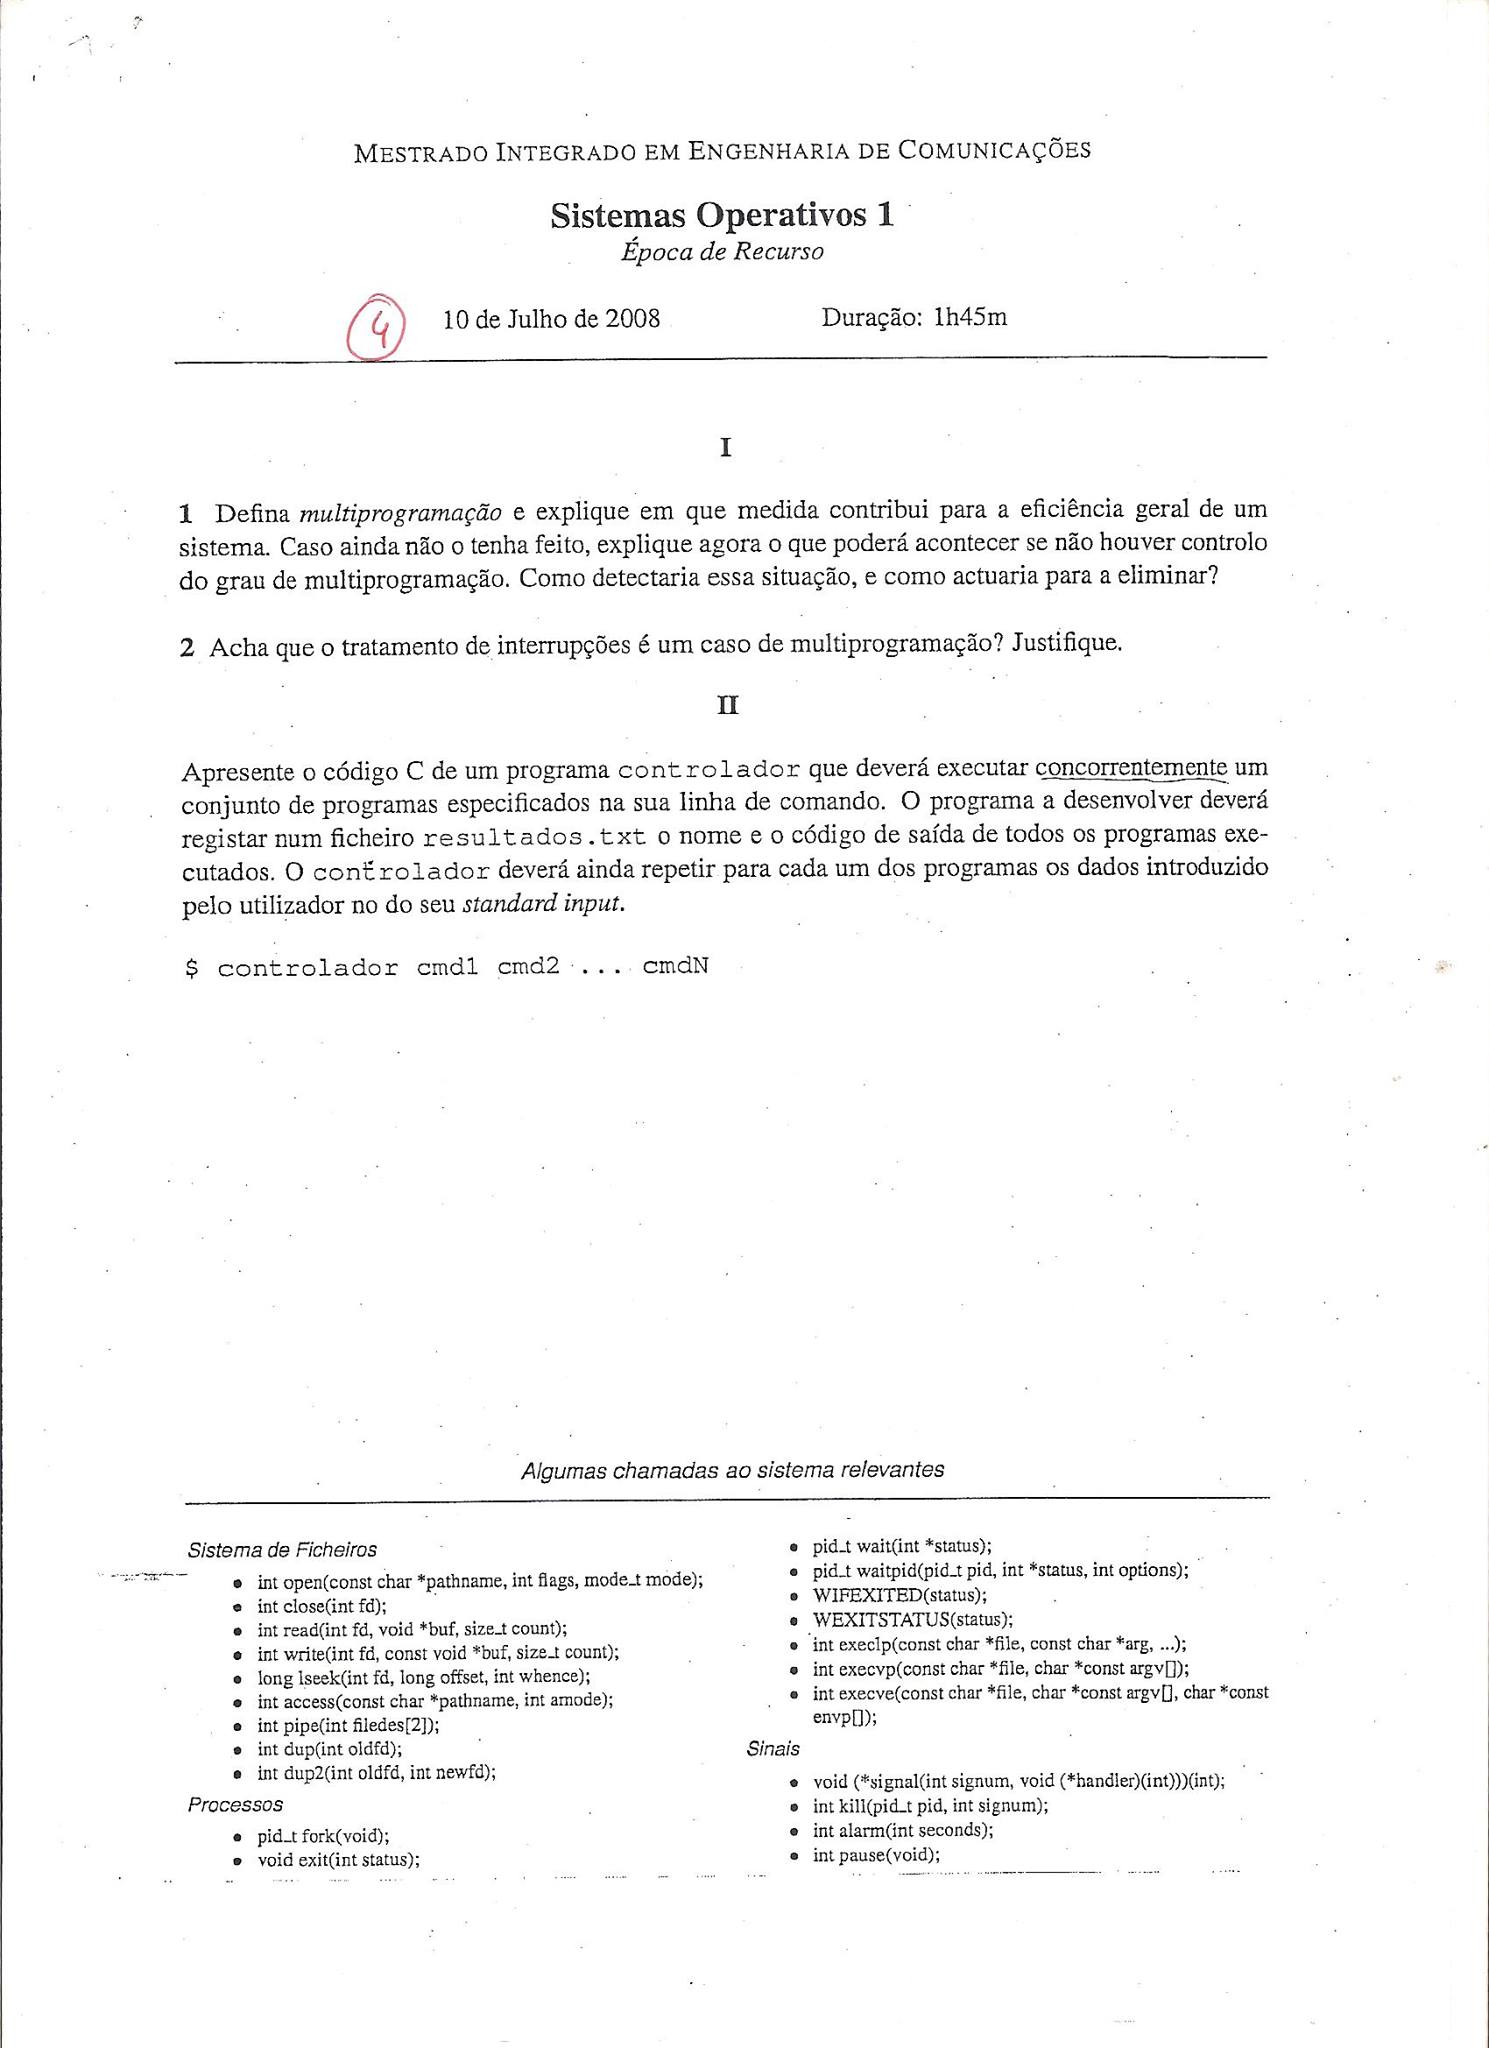 MESTRADO INTEGRADO EM ENGENHARIA DE COMUNICAÇÕES
Sistemas Operativos 1
Época de Recurso
4 10 de Julho de 2008 Duração: 1h45m
I
1 Defina multiprogramação e explique em que medida contribui para a eficiência geral de um
sistema. Caso ainda não o tenha feito, explique agora o que poderá acontecer se não houver controlo
do grau de multiprogramação. Como detectaria essa situação, e como actuaria para a eliminar?
2 Acha que o tratamento de interrupções é um caso de multiprogramação? Justifique.
II
Apresente o código C de um programa controlador que deverá executar concorrentemente um
conjunto de programas especificados na sua linha de comando. O programa a desenvolver deverá
registar num ficheiro resultados.txt o nome e o código de saída de todos os programas exe-
cutados. O controlador deverá ainda repetir para cada um dos programas os dados introduzido
pelo utilizador no do seu standard input.
$ controlador cmd1 cmd2 ... cmdN
Algumas chamadas ao sistema relevantes
Sistema de Ficheiros
• int open(const char *pathname, int flags, mode_t mode);
• int close(int fd);
• int read(int fd, void *buf, size_t count);
• int write(int fd, const void *buf, size_t count);
• long lseek(int fd, long offset, int whence);
• int access(const char *pathname, int amode);
• int pipe(int filedes[2]);
• int dup(int oldfd);
• int dup2(int oldfd, int newfd);
Processos
• pid_t fork(void);
• void exit(int status);
• pid_t wait(int *status);
• pid_t waitpid(pid_t pid, int *status, int options);
• WIFEXITED(status);
• WEXITSTATUS(status);
• int execlp(const char *file, const char *arg, ...);
• int execvp(const char *file, char *const argv[]);
• int execve(const char *file, char *const argv[], char *const
envp[]);
Sinais
• void (*signal(int signum, void (*handler)(int)))(int);
• int kill(pid_t pid, int signum);
• int alarm(int seconds);
• int pause(void);